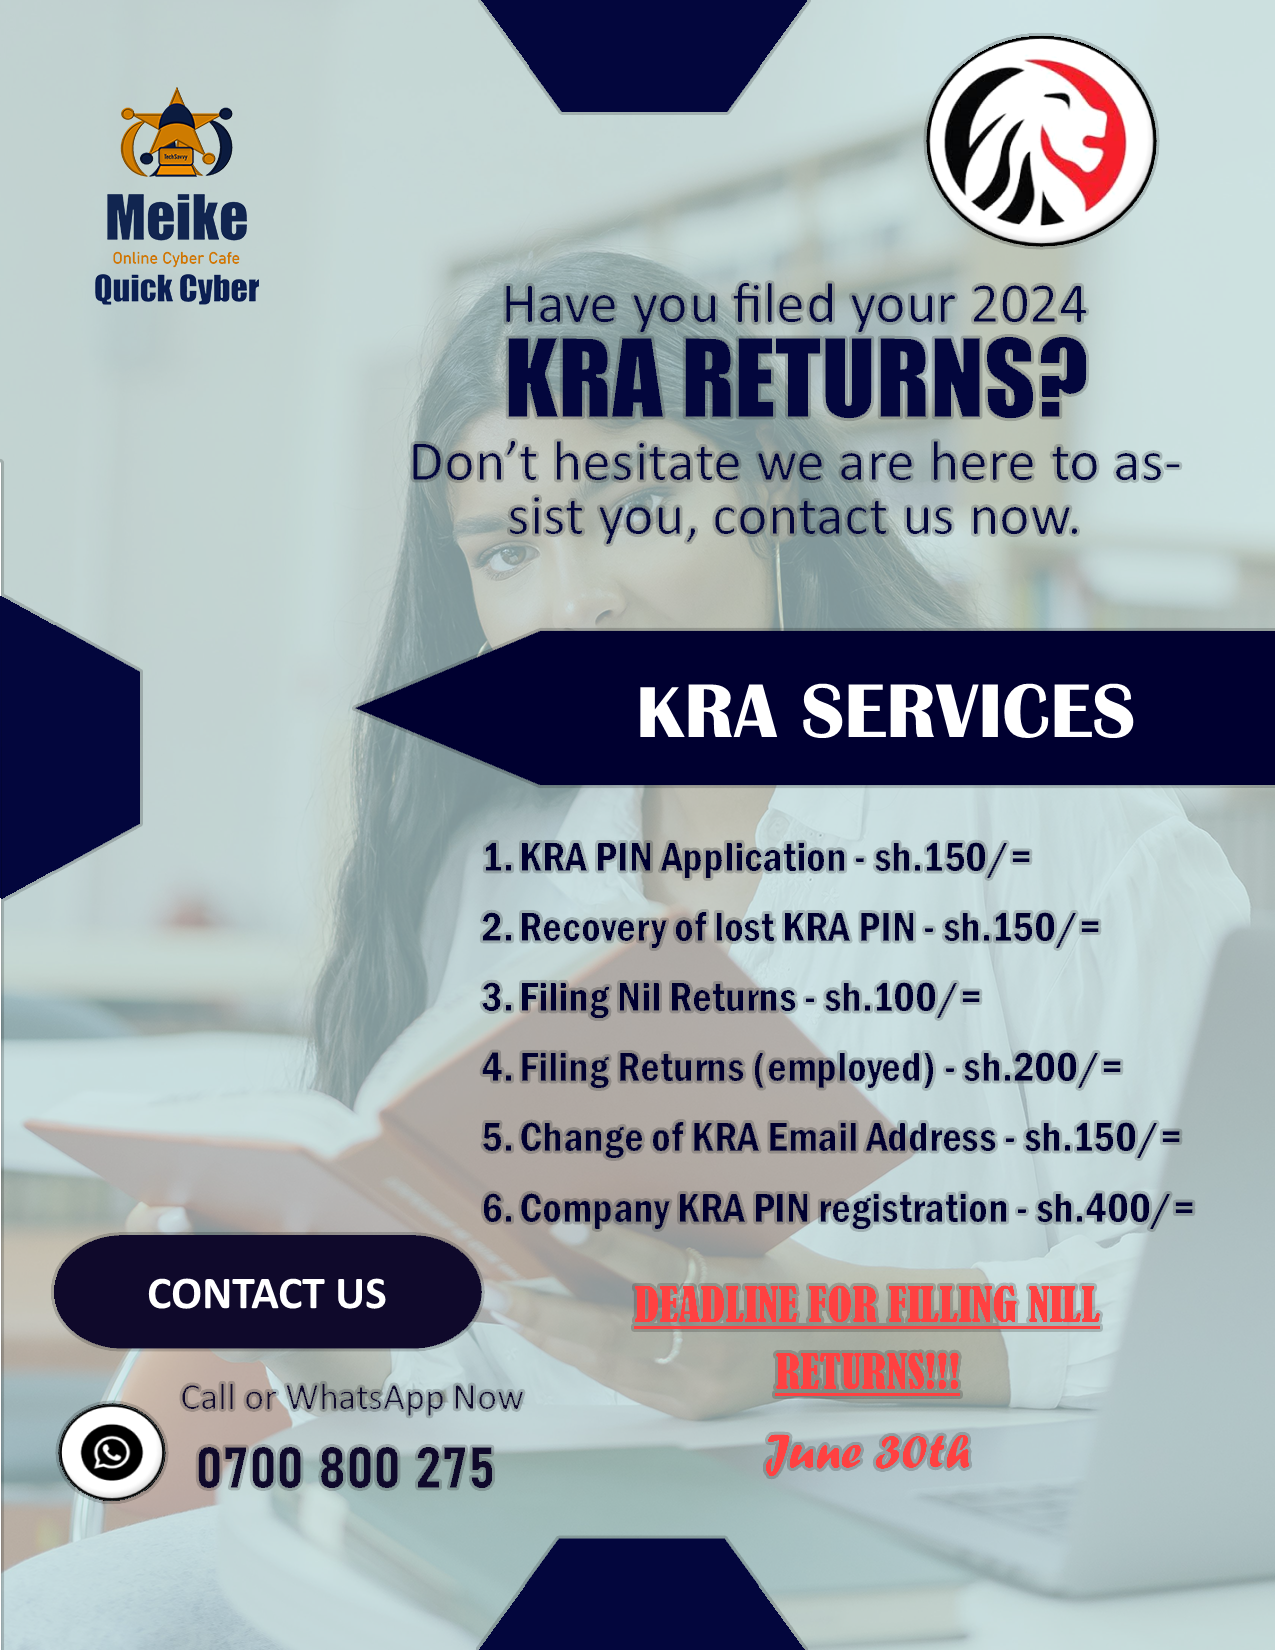 TechSavvy
Meike
Online Cyber Cafe
Quick Cyber
Have you filed your 2024
KRA RETURNS?
Don’t hesitate we are here to as-
sist you, contact us now.
KRA SERVICES
1. KRA PIN Application - sh.150/=
2. Recovery of lost KRA PIN - sh.150/=
3. Filing Nil Returns - sh.100/=
4. Filing Returns (employed) - sh.200/=
5. Change of KRA Email Address - sh.150/=
6. Company KRA PIN registration - sh.400/=
CONTACT US
Call or WhatsApp Now
0700 800 275
DEADLINE FOR FILLING NILL
RETURNS!!!
June 30th